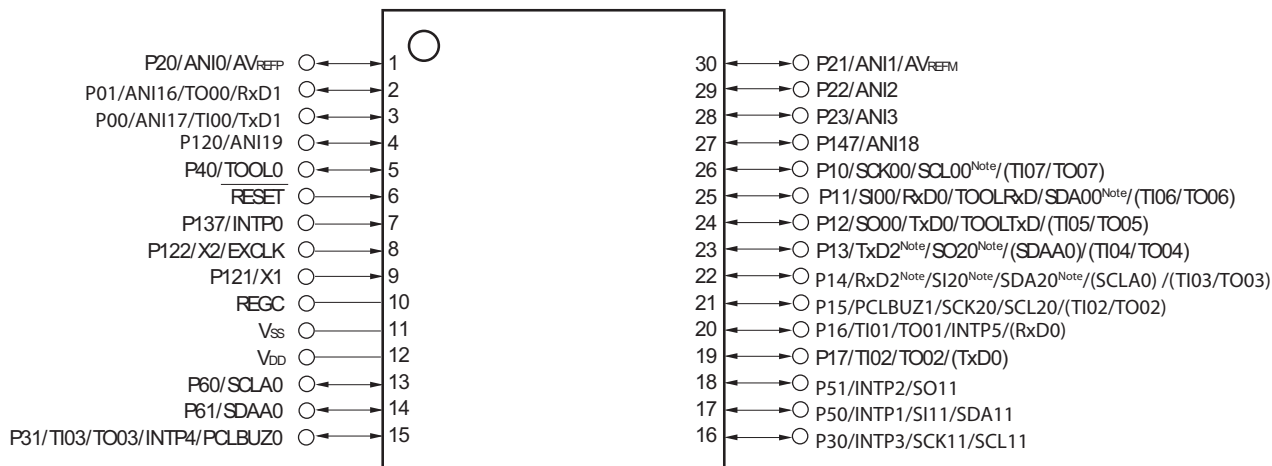 P20/ANI0/AVREFP 1 30 P21/ANI1/AVREFM
P01/ANI16/TO00/RxD1 2 29 P22/ANI2
P00/ANI17/TI00/TxD1 3 28 P23/ANI3
P120/ANI19 4 27 P147/ANI18
P40/TOOL0 5 26 P10/SCK00/SCL00Note/(TI07/TO07)
RESET 6 25 P11/SI00/RxD0/TOOLRxD/SDA00Note/(TI06/TO06)
P137/INTP0 7 24 P12/SO00/TxD0/TOOLTxD/(TI05/TO05)
P122/X2/EXCLK 8 23 P13/TxD2Note/SO20Note/(SDAA0)/(TI04/TO04)
P121/X1 9 22 P14/RxD2Note/SI20Note/SDA20Note/(SCLA0) /(TI03/TO03)
REGC 10 21 P15/PCLBUZ1/SCK20/SCL20/(TI02/TO02)
VSS 11 20 P16/TI01/TO01/INTP5/(RxD0)
VDD 12 19 P17/TI02/TO02/(TxD0)
P60/SCLA0 13 18 P51/INTP2/SO11
P61/SDAA0 14 17 P50/INTP1/SI11/SDA11
P31/TI03/TO03/INTP4/PCLBUZ0 15 16 P30/INTP3/SCK11/SCL11